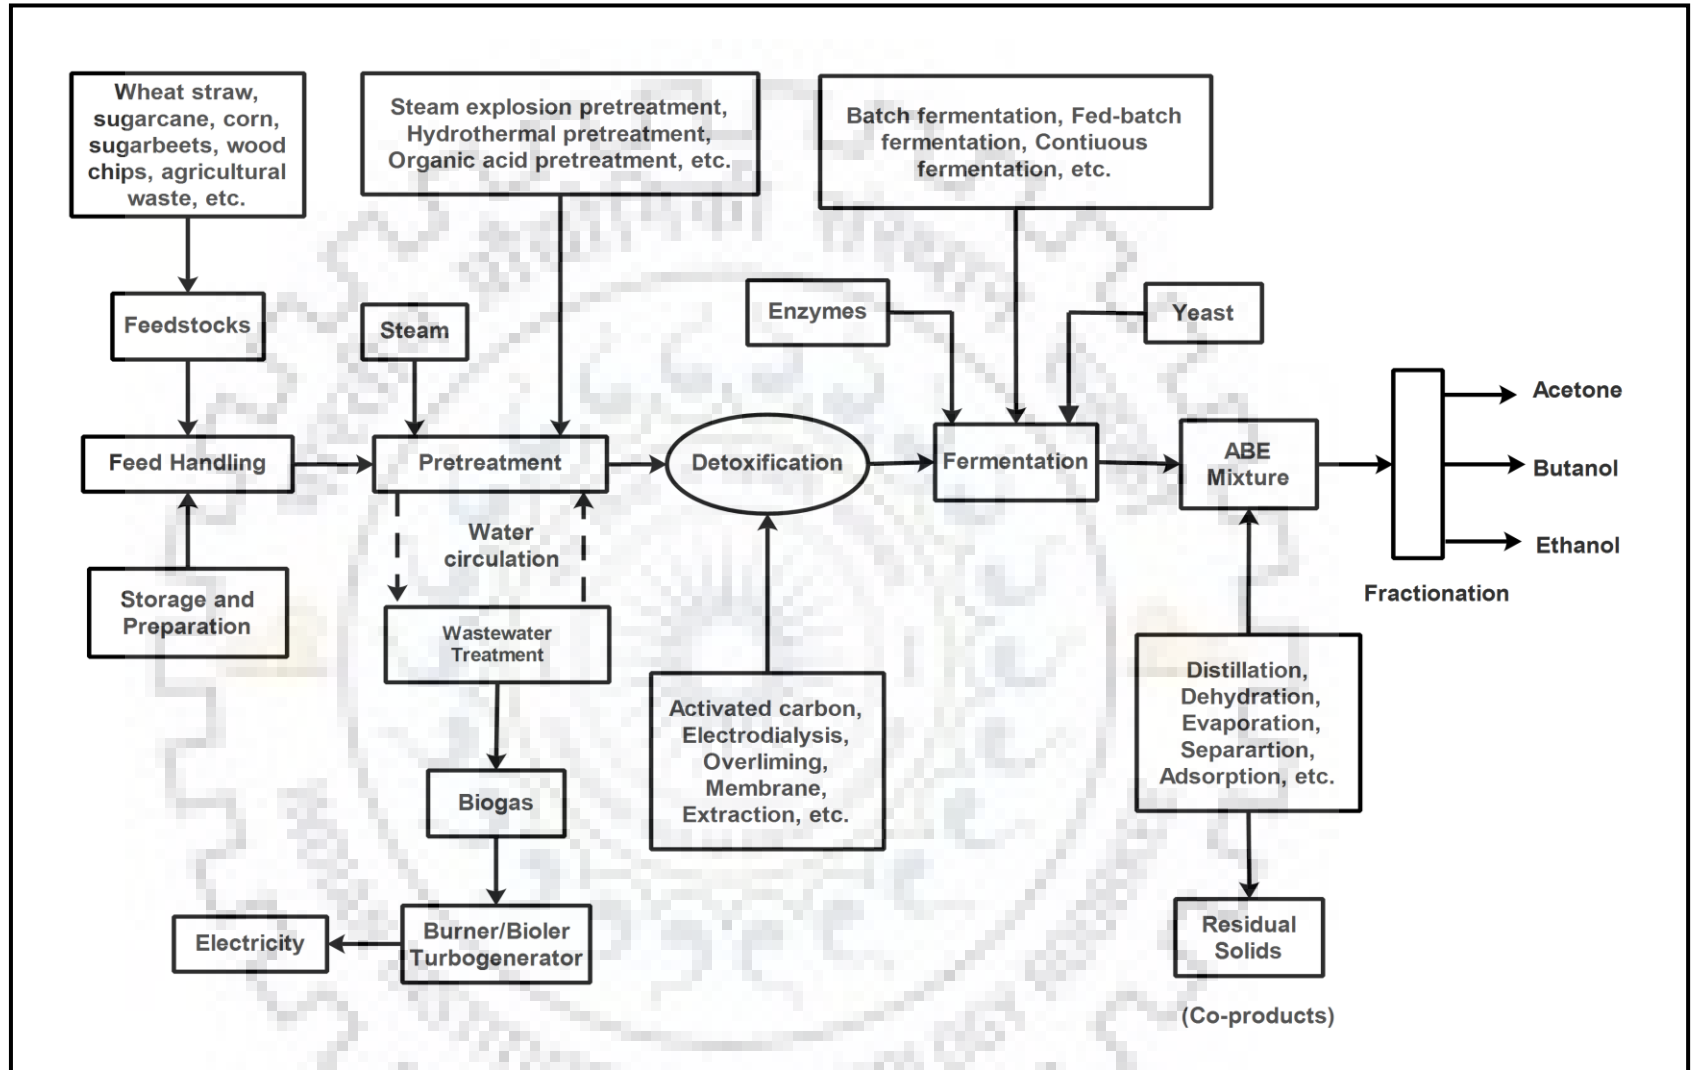 Wheat straw,
sugarcane, corn,
sugarbeets, wood
chips, agricultural
waste, etc.
Steam explosion pretreatment,
Hydrothermal pretreatment,
Organic acid pretreatment, etc.
Batch fermentation, Fed-batch
fermentation, Contiuous
fermentation, etc.
Feedstocks
Steam
Enzymes
Yeast
Feed Handling
Pretreatment
Detoxification
Fermentation
ABE
Mixture
Acetone
Butanol
Ethanol
Fractionation
Water
circulation
Storage and
Preparation
Wastewater
Treatment
Activated carbon,
Electrodialysis,
Overliming,
Membrane,
Extraction, etc.
Distillation,
Dehydration,
Evaporation,
Separartion,
Adsorption, etc.
Biogas
Burner/Bioler
Turbogenerator
Electricity
Residual
Solids
(Co-products)